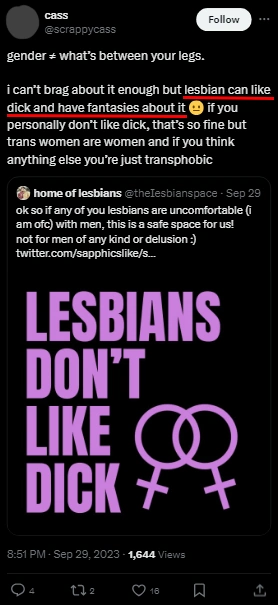 cass
@scrappycass
Follow
gender ≠ what's between your legs.
i can't brag about it enough but lesbian can like
dick and have fantasies about it 😐 if you
personally don't like dick, that's so fine but
trans women are women and if you think
anything else you're just transphobic
home of lesbians @thelesbianspace · Sep 29
ok so if any of you lesbians are uncomfortable (i
am ofc) with men, this is a safe space for us!
not for men of any kind or delusion :)
twitter.com/sapphicslike/s...
LESBIANS
DON'T
LIKE
DICK
8:51 PM · Sep 29, 2023 · 1,644 Views
4
2
16